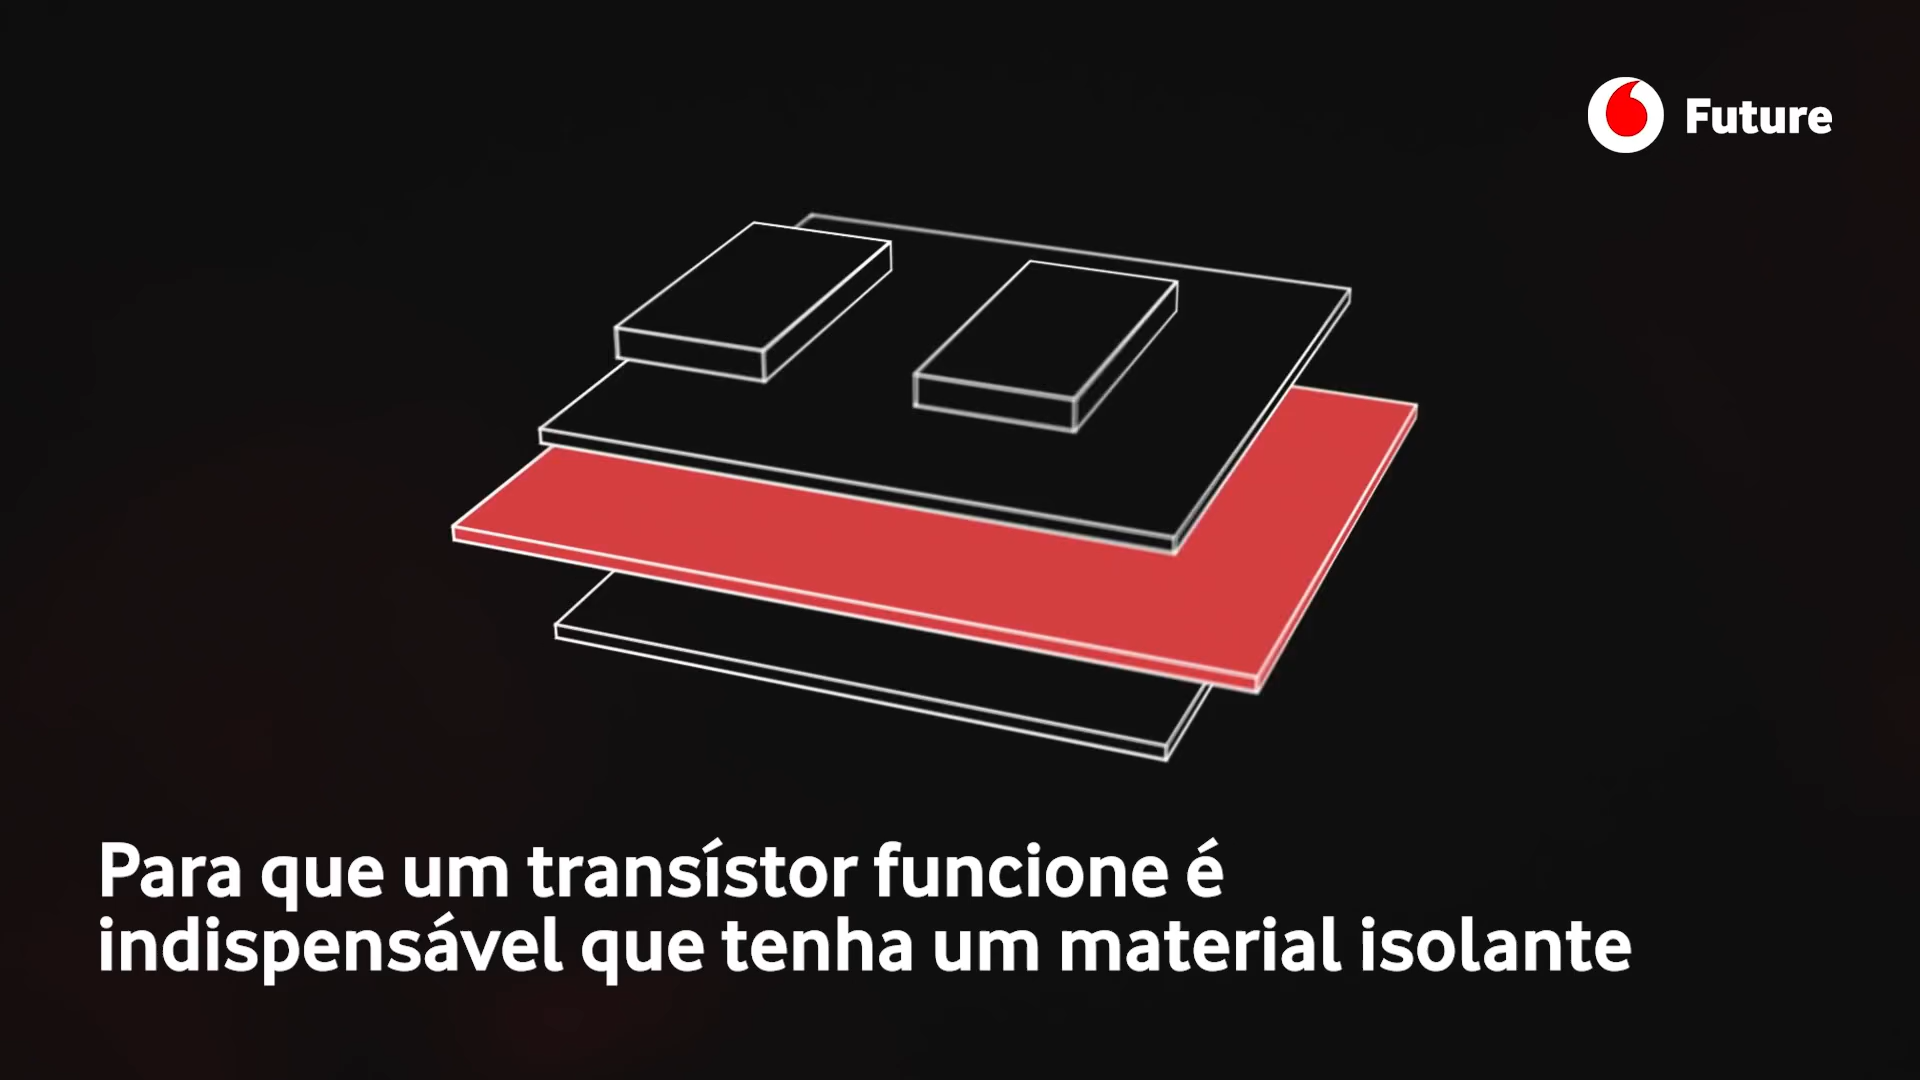 Future
Para que um transístor funcione é
indispensável que tenha um material isolante